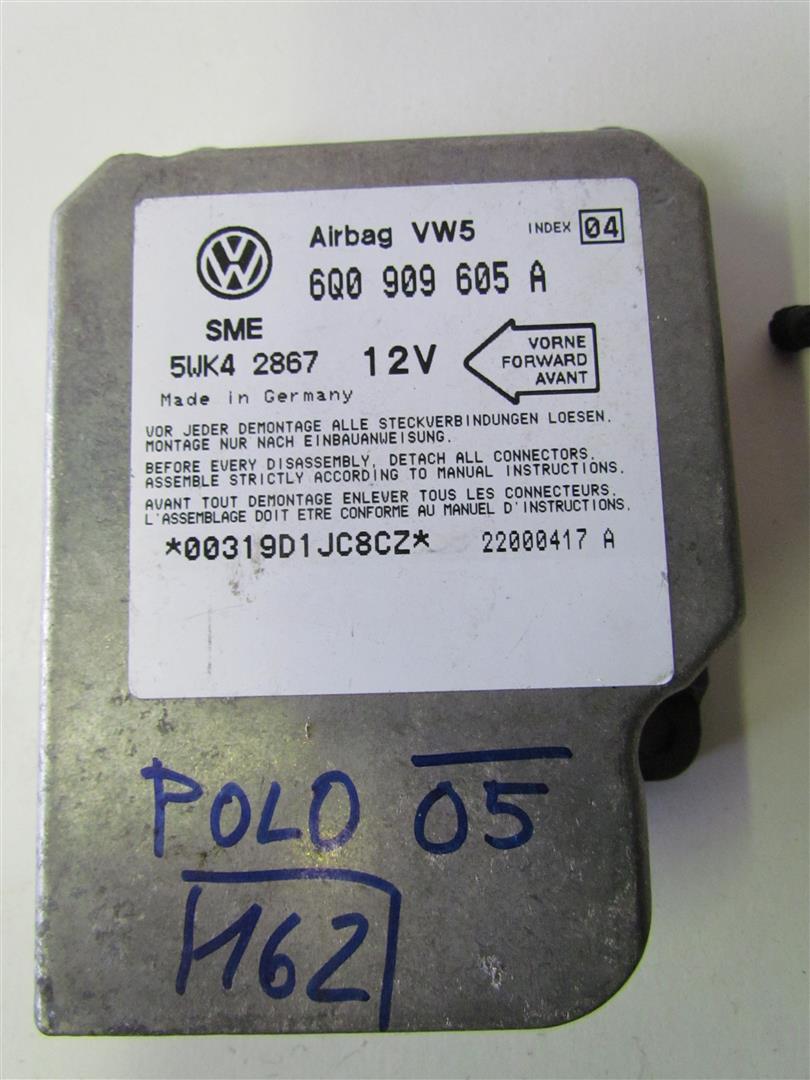 Airbag VW5 INDEX 04
6Q0 909 605 A
SME
5WK4 2867 12V
VORNE
FORWARD
AVANT
Made in Germany
VOR JEDER DEMONTAGE ALLE STECKVERBINDUNGEN LOESEN.
MONTAGE NUR NACH EINBAUANWEISUNG.
BEFORE EVERY DISASSEMBLY, DETACH ALL CONNECTORS.
ASSEMBLE STRICTLY ACCORDING TO MANUAL INSTRUCTIONS.
AVANT TOUT DEMONTAGE ENLEVER TOUS LES CONNECTEURS.
L'ASSEMBLAGE DOIT ETRE CONFORME AU MANUEL D'INSTRUCTIONS.
*00319D1JC8CZ* 22000417 A
POLO 05
H62